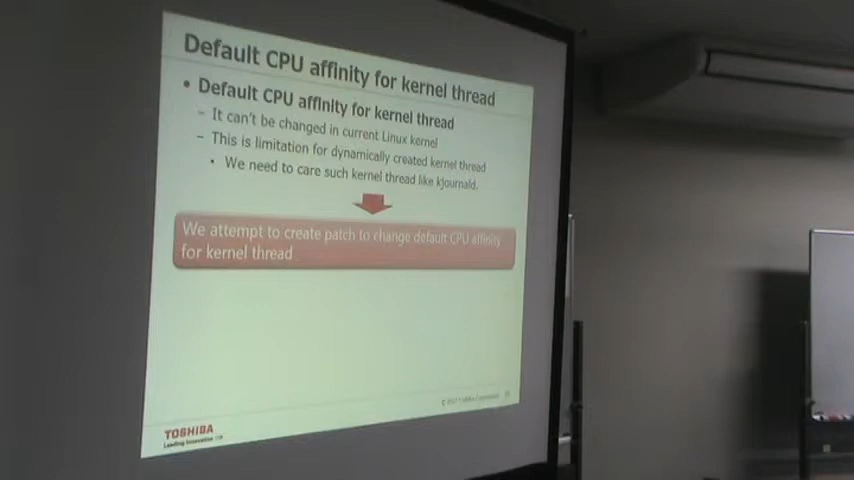 Default CPU affinity for kernel thread
• Default CPU affinity for kernel thread
– It can't be changed in current Linux kernel
– This is limitation for dynamically created kernel thread
• We need to care such kernel thread like kjournald.
We attempt to create patch to change default CPU affinity
for kernel thread
TOSHIBA
Leading Innovation